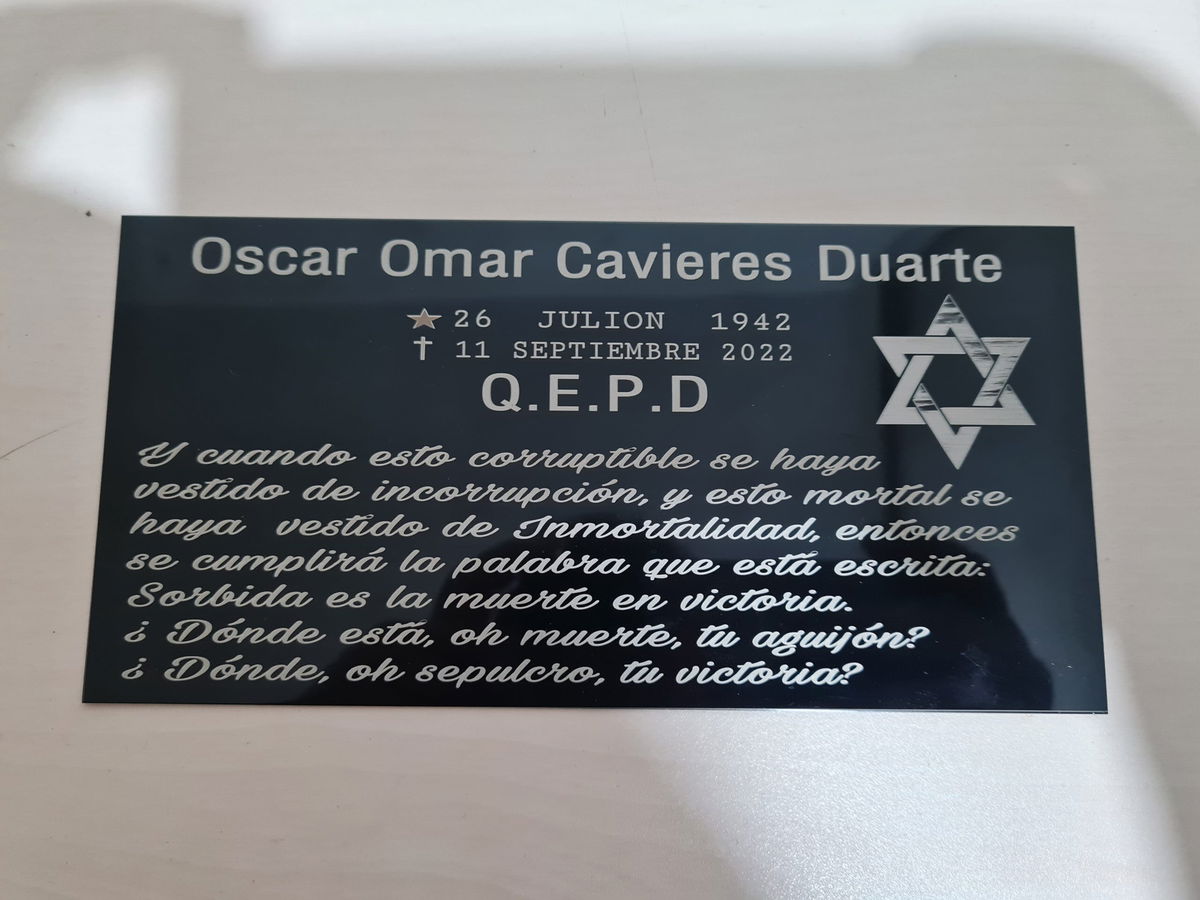 Oscar Omar Cavieres Duarte
26 JULION 1942
11 SEPTIEMBRE 2022
Q.E.P.D
Y cuando esto corruptible se haya
vestido de incorrupción, y esto mortal se
haya vestido de Inmortalidad, entonces
se cumplirá la palabra que está escrita:
Sorbida es la muerte en victoria.
¿ Dónde está, oh muerte, tu aguijón?
¿ Dónde, oh sepulcro, tu victoria?